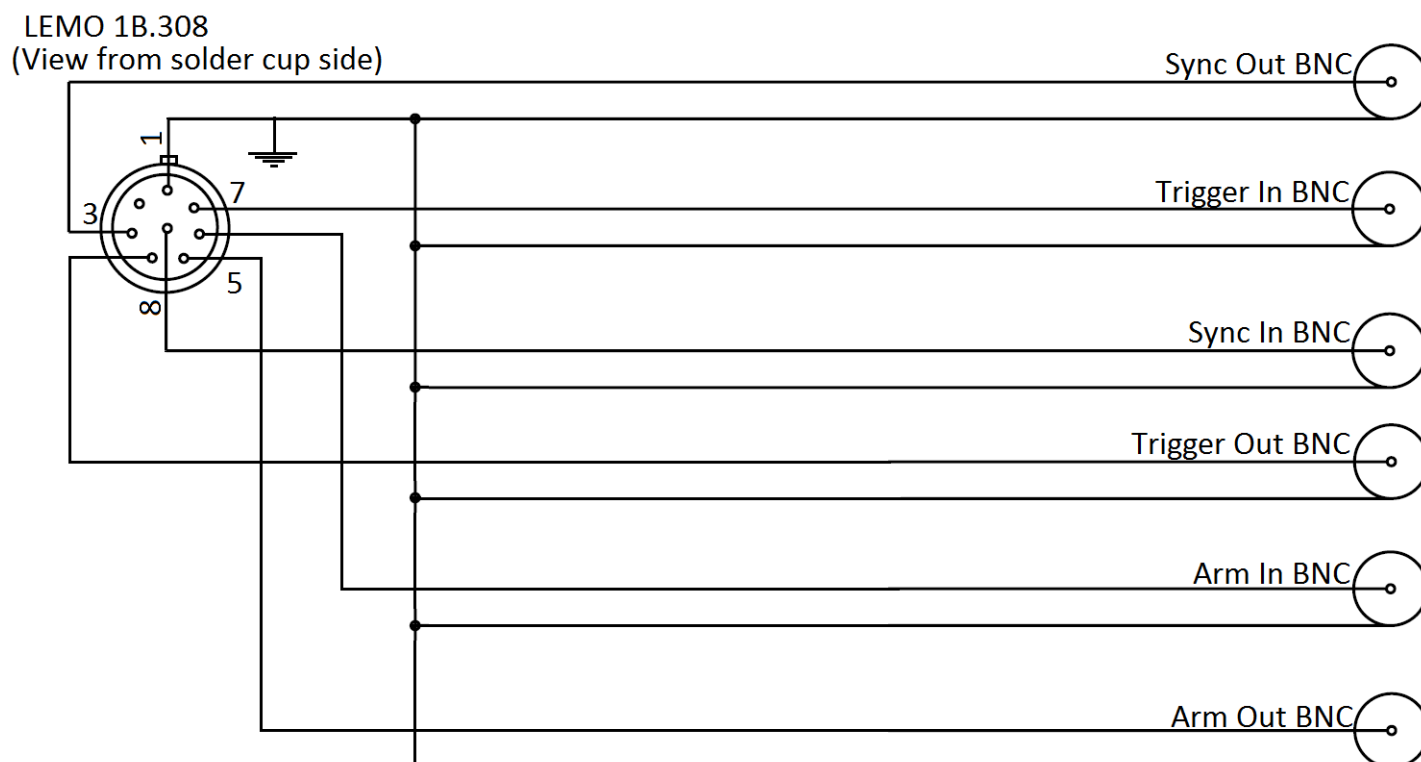 LEMO 1B.308
(View from solder cup side)
Sync Out BNC
1
Trigger In BNC
7
3
5
8
Sync In BNC
Trigger Out BNC
Arm In BNC
Arm Out BNC